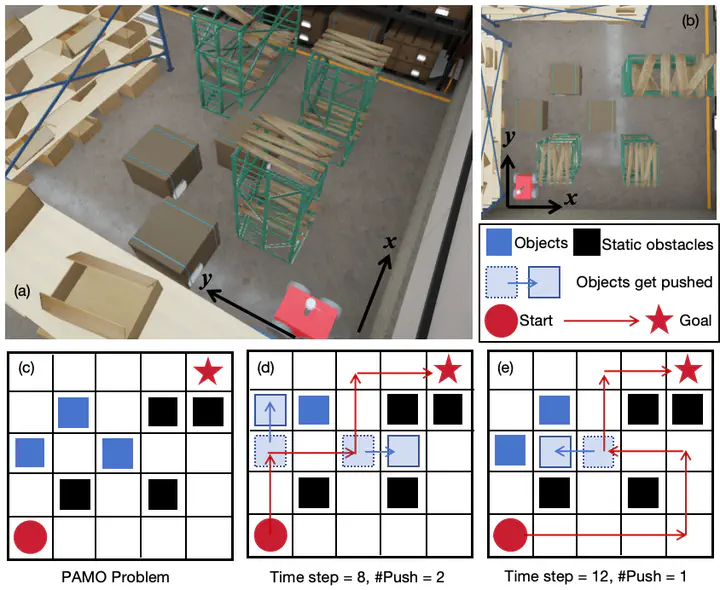 (a)
y
x
(b)
y
x
Objects
Static obstacles
Objects get pushed
Start
Goal
(c)
(d)
(e)
PAMO Problem
Time step = 8, #Push = 2
Time step = 12, #Push = 1